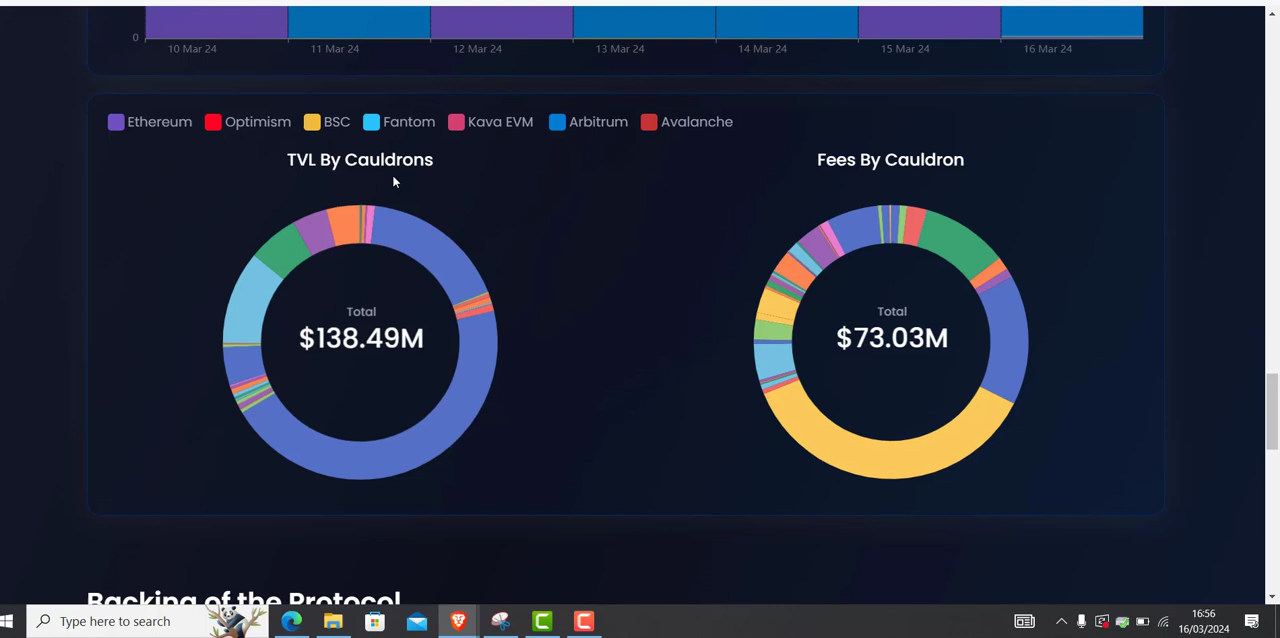 0
10 Mar 24 11 Mar 24 12 Mar 24 13 Mar 24 14 Mar 24 15 Mar 24 16 Mar 24
Ethereum Optimism BSC Fantom Kava EVM Arbitrum Avalanche
TVL By Cauldrons
Total
$138.49M
Fees By Cauldron
Total
$73.03M
Backing of the Protocol
Type here to search
16:56
16/03/2024